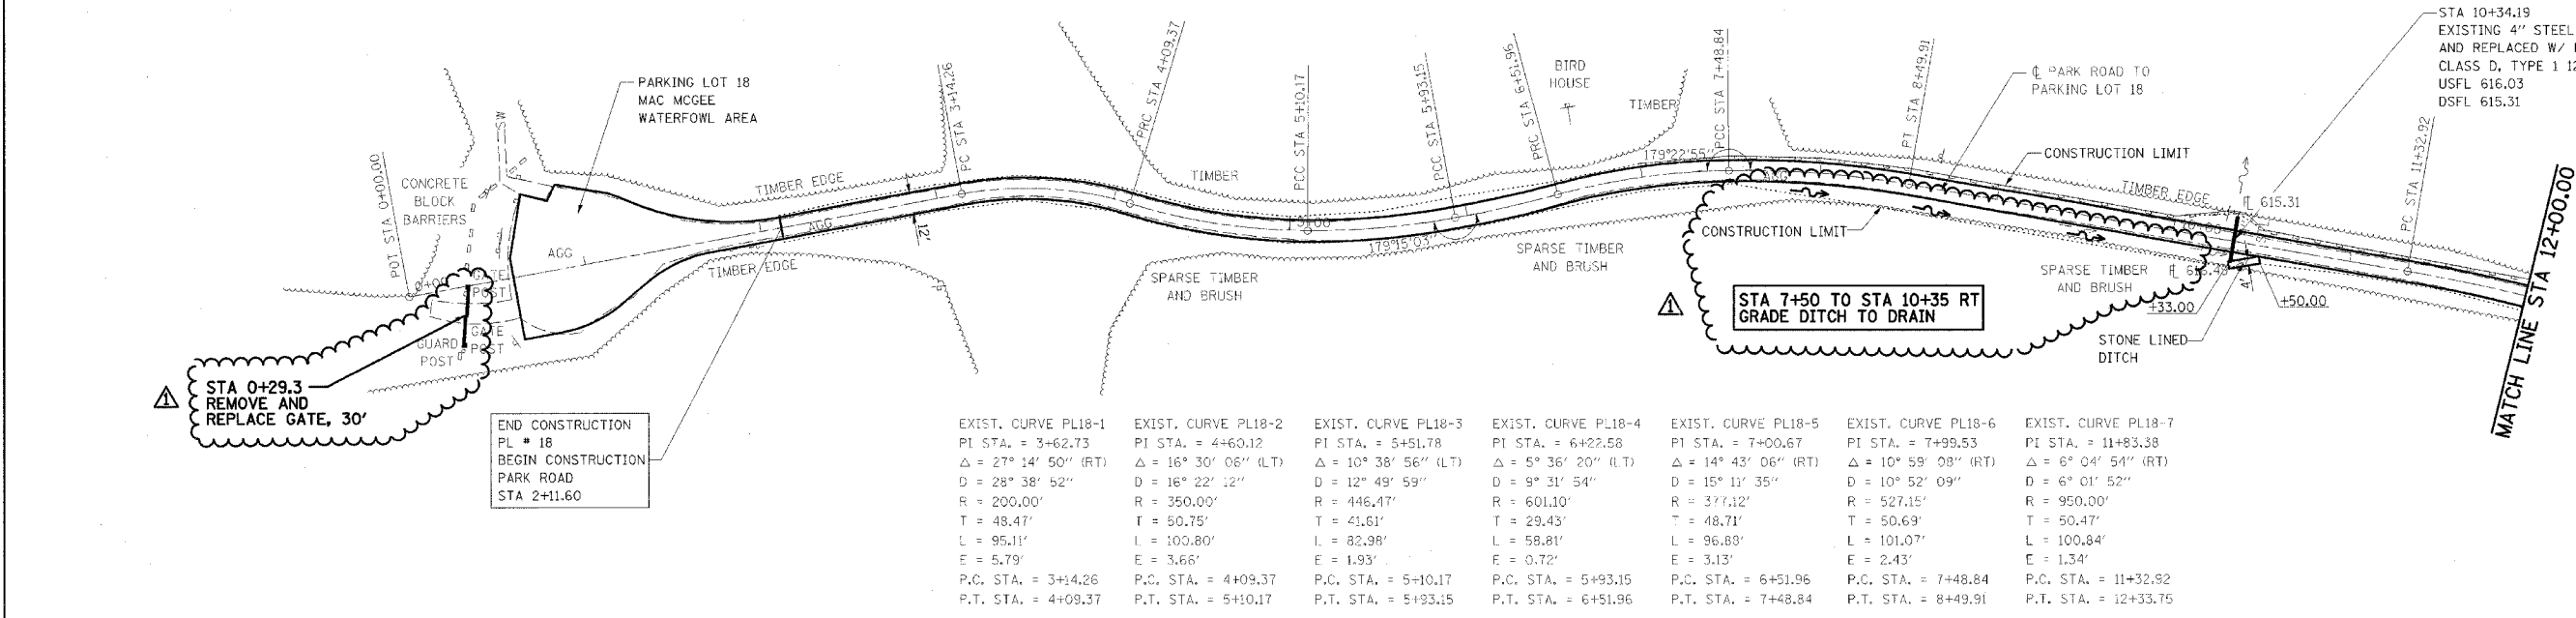 STA 10+34.19
EXISTING 4" STEEL
AND REPLACED W/
CLASS D, TYPE 1 12
USFL 616.03
DSFL 615.31
PARKING LOT 18
MAC MCGEE
WATERFOWL AREA
POT STA 0+00.00
CONCRETE
BLOCK
BARRIERS
SW
PC STA 3+14.26
PRC STA 4+09.37
PCC STA 5+10.17
PCC STA 5+93.15
PRC STA 6+51.96
BIRD
HOUSE
TIMBER
PCC STA 7+48.84
PT STA 8+49.91
℄ PARK ROAD TO
PARKING LOT 18
CONSTRUCTION LIMIT
PC STA 11+32.92
MATCH LINE STA 12+00.00
TIMBER EDGE
TIMBER
179°22'55"
AGG
TIMBER EDGE
615.31
AGG
AGG
12'
TIMBER EDGE
179°15'03"
SPARSE TIMBER
AND BRUSH
SPARSE TIMBER
AND BRUSH
CONSTRUCTION LIMIT
SPARSE TIMBER
AND BRUSH
4'
+33.00
+50.00
STONE LINED
DITCH
GATE
POST
GATE
POST
GUARD
POST
1
STA 7+50 TO STA 10+35 RT
GRADE DITCH TO DRAIN
1
STA 0+29.3
REMOVE AND
REPLACE GATE, 30'
END CONSTRUCTION
PL # 18
BEGIN CONSTRUCTION
PARK ROAD
STA 2+11.60
EXIST. CURVE PL18-1
PI STA. = 3+62.73
△ = 27° 14' 50" (RT)
D = 28° 38' 52"
R = 200.00'
T = 48.47'
L = 95.11'
E = 5.79'
P.C. STA. = 3+14.26
P.T. STA. = 4+09.37
EXIST. CURVE PL18-2
PI STA. = 4+60.12
△ = 16° 30' 06" (LT)
D = 16° 22' 12"
R = 350.00'
T = 50.75'
L = 100.80'
E = 3.66'
P.C. STA. = 4+09.37
P.T. STA. = 5+10.17
EXIST. CURVE PL18-3
PI STA. = 5+51.78
△ = 10° 38' 56" (LT)
D = 12° 49' 59"
R = 446.47'
T = 41.61'
L = 82.98'
E = 1.93'
P.C. STA. = 5+10.17
P.T. STA. = 5+93.15
EXIST. CURVE PL18-4
PI STA. = 6+22.58
△ = 5° 36' 20" (LT)
D = 9° 31' 54"
R = 601.10'
T = 29.43'
L = 58.81'
E = 0.72'
P.C. STA. = 5+93.15
P.T. STA. = 6+51.96
EXIST. CURVE PL18-5
PI STA. = 7+00.67
△ = 14° 43' 06" (RT)
D = 15° 11' 35"
R = 377.12'
T = 48.71'
L = 96.88'
E = 3.13'
P.C. STA. = 6+51.96
P.T. STA. = 7+48.84
EXIST. CURVE PL18-6
PI STA. = 7+99.53
△ = 10° 59' 08" (RT)
D = 10° 52' 09"
R = 527.15'
T = 50.69'
L = 101.07'
E = 2.43'
P.C. STA. = 7+48.84
P.T. STA. = 8+49.91
EXIST. CURVE PL18-7
PI STA. = 11+83.38
△ = 6° 04' 54" (RT)
D = 6° 01' 52"
R = 950.00'
T = 50.47'
L = 100.84'
E = 1.34'
P.C. STA. = 11+32.92
P.T. STA. = 12+33.75